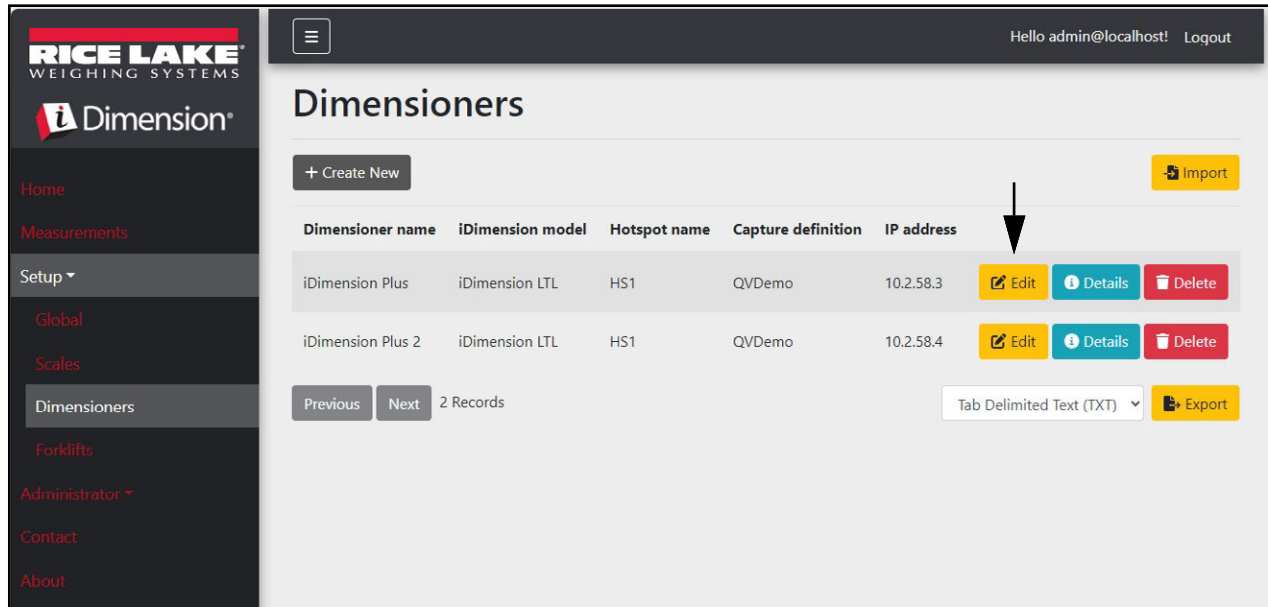 RICE LAKE®
WEIGHING SYSTEMS
i Dimension®
Home
Measurements
Setup
Global
Scales
Dimensioners
Forklifts
Administrator
Contact
About
Hello admin@localhost! Logout
Dimensioners
+ Create New
Import
Dimensioner name iDimension model Hotspot name Capture definition IP address
iDimension Plus iDimension LTL HS1 QVDemo 10.2.58.3 Edit Details Delete
iDimension Plus 2 iDimension LTL HS1 QVDemo 10.2.58.4 Edit Details Delete
Previous Next 2 Records Tab Delimited Text (TXT) Export